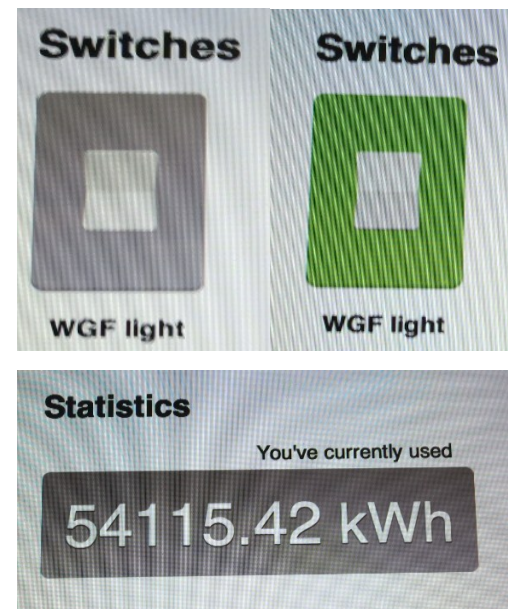 Switches
WGF light
Switches
WGF light
Statistics
You've currently used
54115.42 kWh